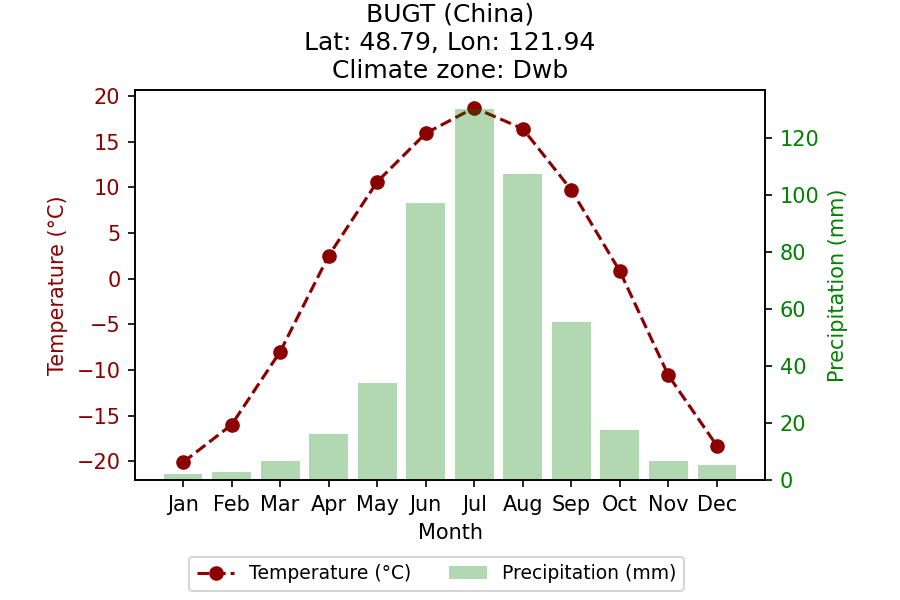 BUGT (China)
Lat: 48.79, Lon: 121.94
Climate zone: Dwb
Temperature (°C)
20
15
10
5
0
−5
−10
−15
−20
Precipitation (mm)
120
100
80
60
40
20
0
Jan Feb Mar Apr May Jun Jul Aug Sep Oct Nov Dec
Month
Temperature (°C) Precipitation (mm)